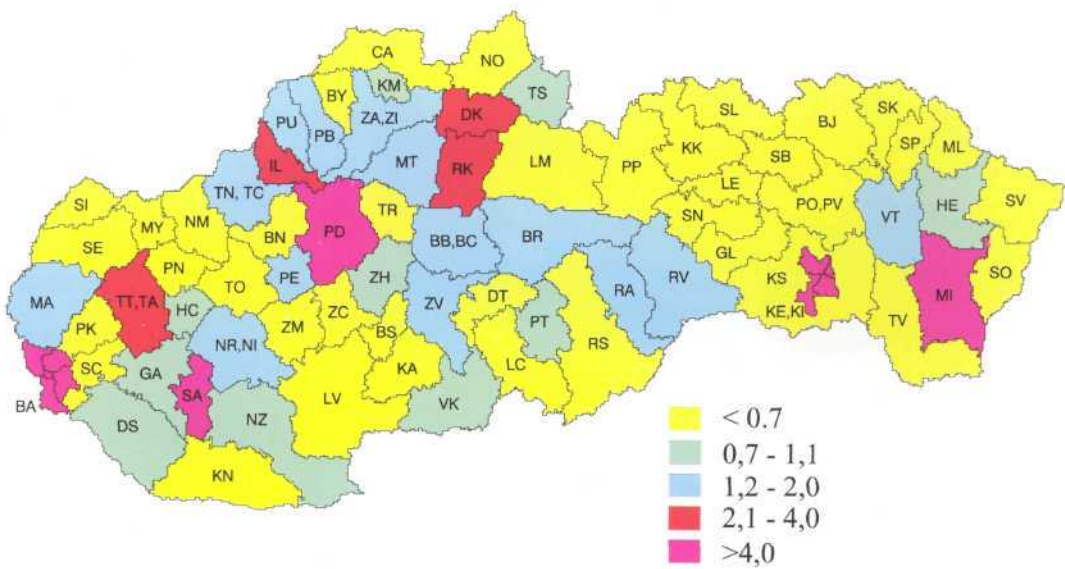 CA
NO
KM
BY
TS
PU
PB
ZA,ZI
DK
IL
MT
RK
LM
PP
SL
BJ
SK
SP
ML
KK
SB
LE
PO,PV
VT
HE
SV
TN, TC
SI
MY
NM
SE
BN
PD
TR
SN
GL
BB,BC
BR
PN
TO
PE
ZH
RA
RV
KS
KE,KI
TV
MI
SO
MA
TT,TA
HC
ZM
ZC
BS
ZV
DT
PT
RS
PK
NR,NI
SC
GA
SA
LV
KA
LC
VK
BA
DS
NZ
KN
< 0.7
0,7 - 1,1
1,2 - 2,0
2,1 - 4,0
>4,0